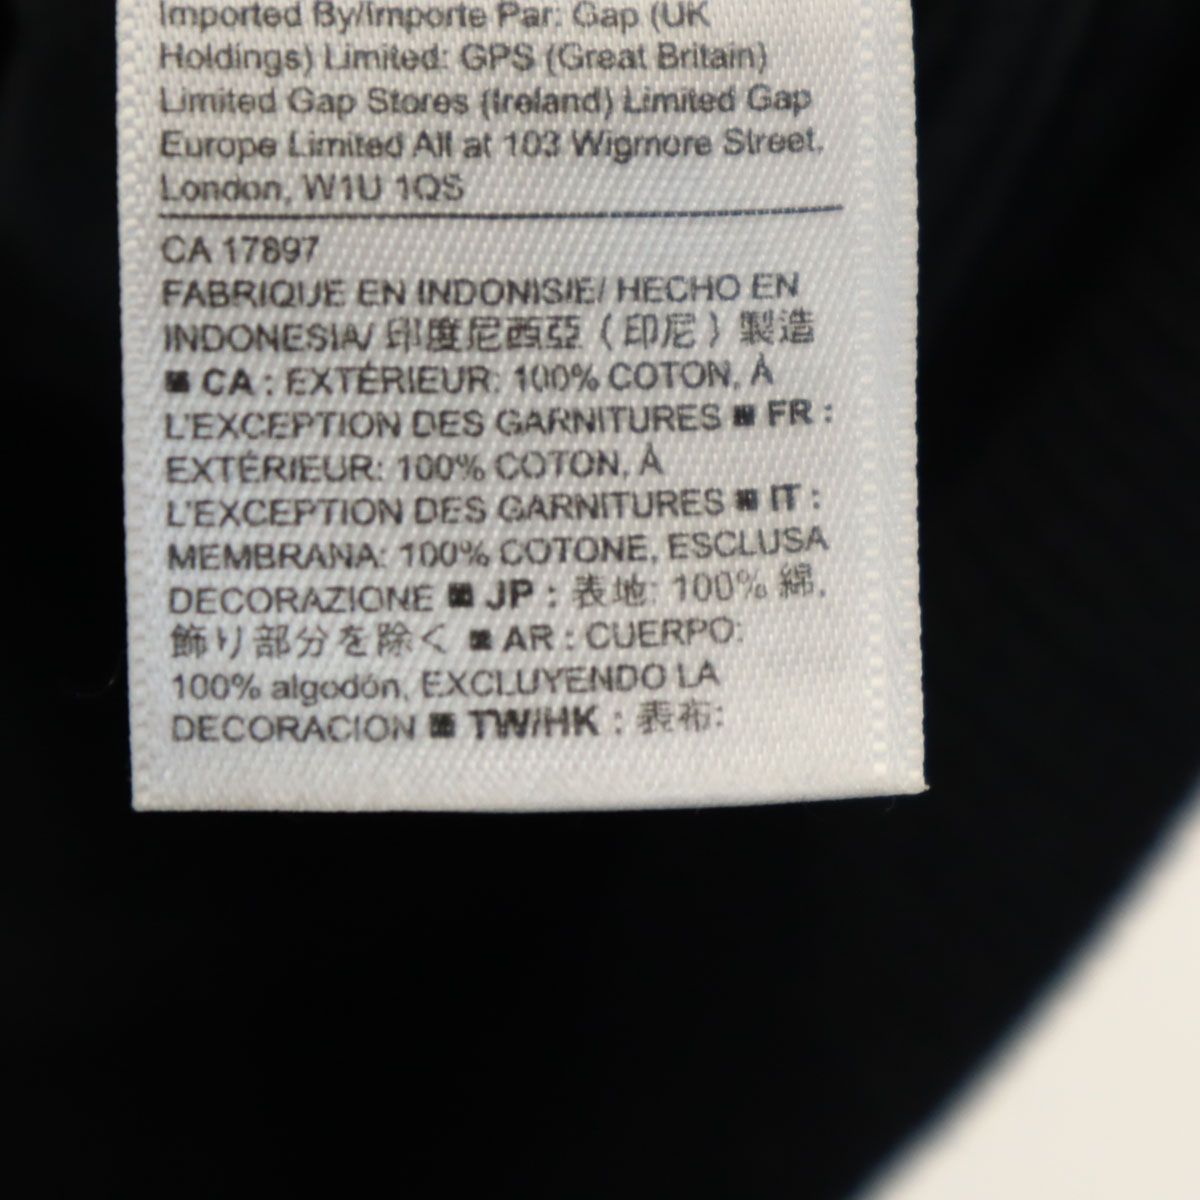 Imported By/Importe Par: Gap (UK
Holdings) Limited: GPS (Great Britain)
Limited Gap Stores (Ireland) Limited Gap
Europe Limited All at 103 Wigmore Street,
London, W1U 1QS
CA 17897
FABRIQUE EN INDONISIE/ HECHO EN
INDONESIA/ 印度尼西亞（印尼）製造
■ CA : EXTÉRIEUR: 100% COTON, À
L'EXCEPTION DES GARNITURES ■ FR :
EXTÉRIEUR: 100% COTON, À
L'EXCEPTION DES GARNITURES ■ IT :
MEMBRANA: 100% COTONE, ESCLUSA
DECORAZIONE ■ JP : 表地: 100% 綿,
飾り部分を除く ■ AR : CUERPO:
100% algodón, EXCLUYENDO LA
DECORACION ■ TW/HK : 表布: